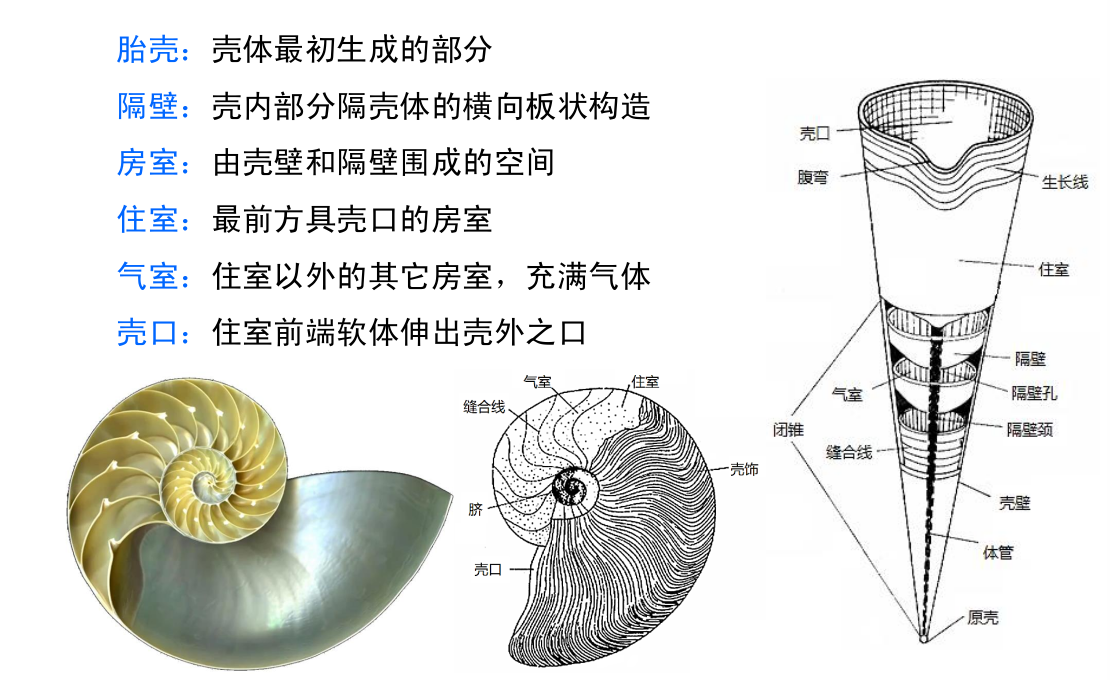 胎壳：壳体最初生成的部分
隔壁：壳内部分隔壳体的横向板状构造
房室：由壳壁和隔壁围成的空间
住室：最前方具壳口的房室
气室：住室以外的其它房室，充满气体
壳口：住室前端软体伸出壳外之口
气室
住室
缝合线
壳饰
脐
壳口
壳口
腹弯
生长线
住室
隔壁
气室
隔壁孔
闭锥
隔壁颈
缝合线
壳壁
体管
原壳